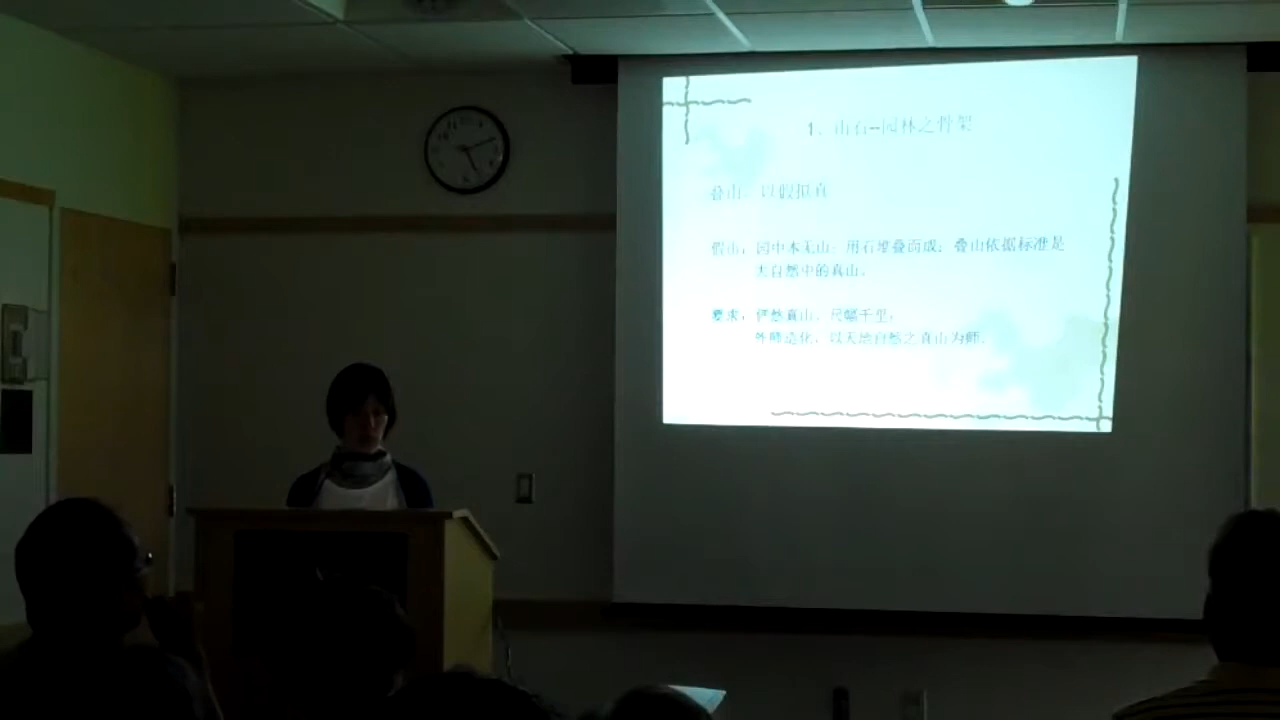 1、山石--园林之骨架
叠山：以假拟真
假山：园中本无山；用石堆叠而成；叠山依据标准是
大自然中的真山。
要求：俨然真山、尺幅千里；
外师造化，以天地自然之真山为师。